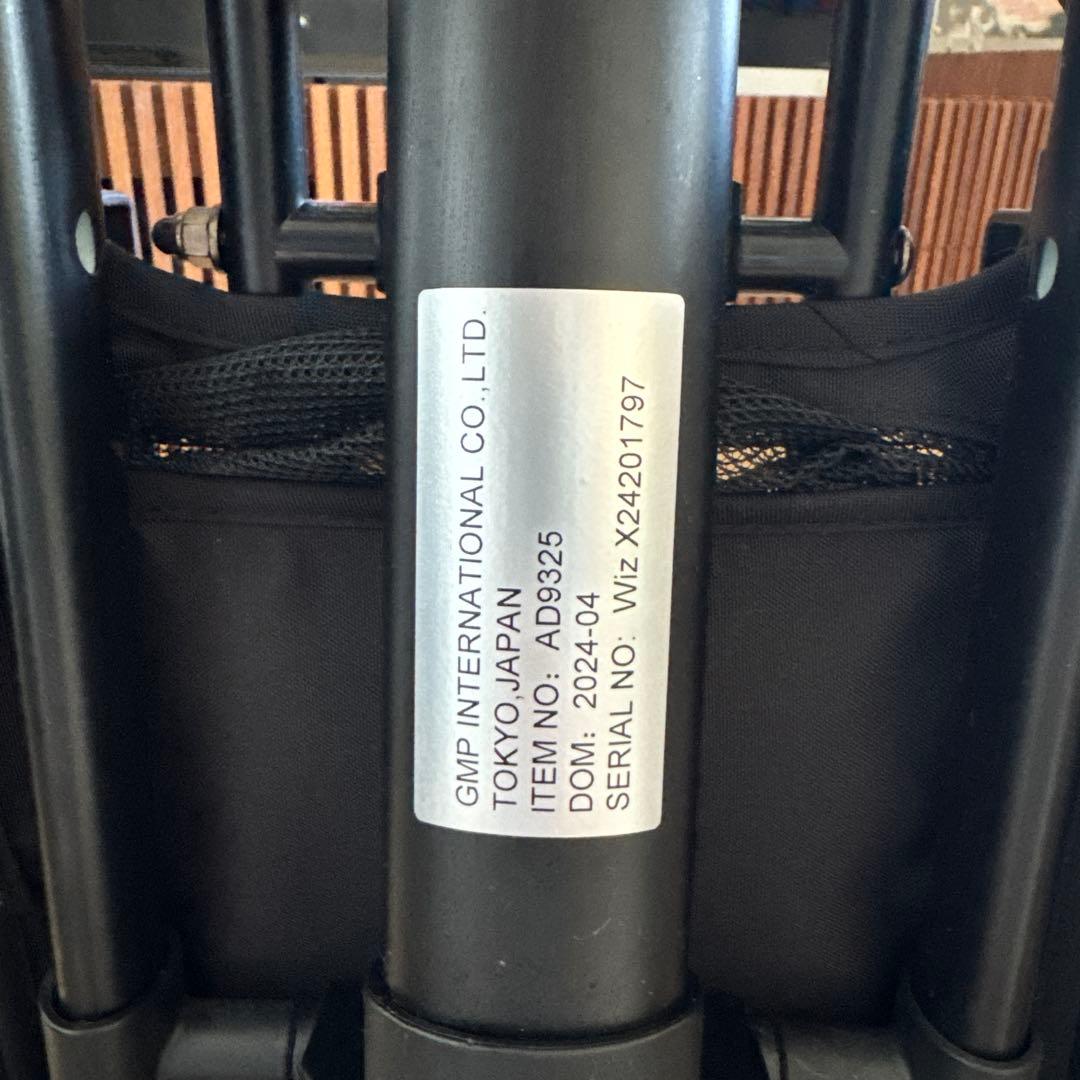 GMP INTERNATIONAL CO.,LTD.
TOKYO,JAPAN
ITEM NO: AD9325
DOM: 2024-04
SERIAL NO: Wiz X24201797